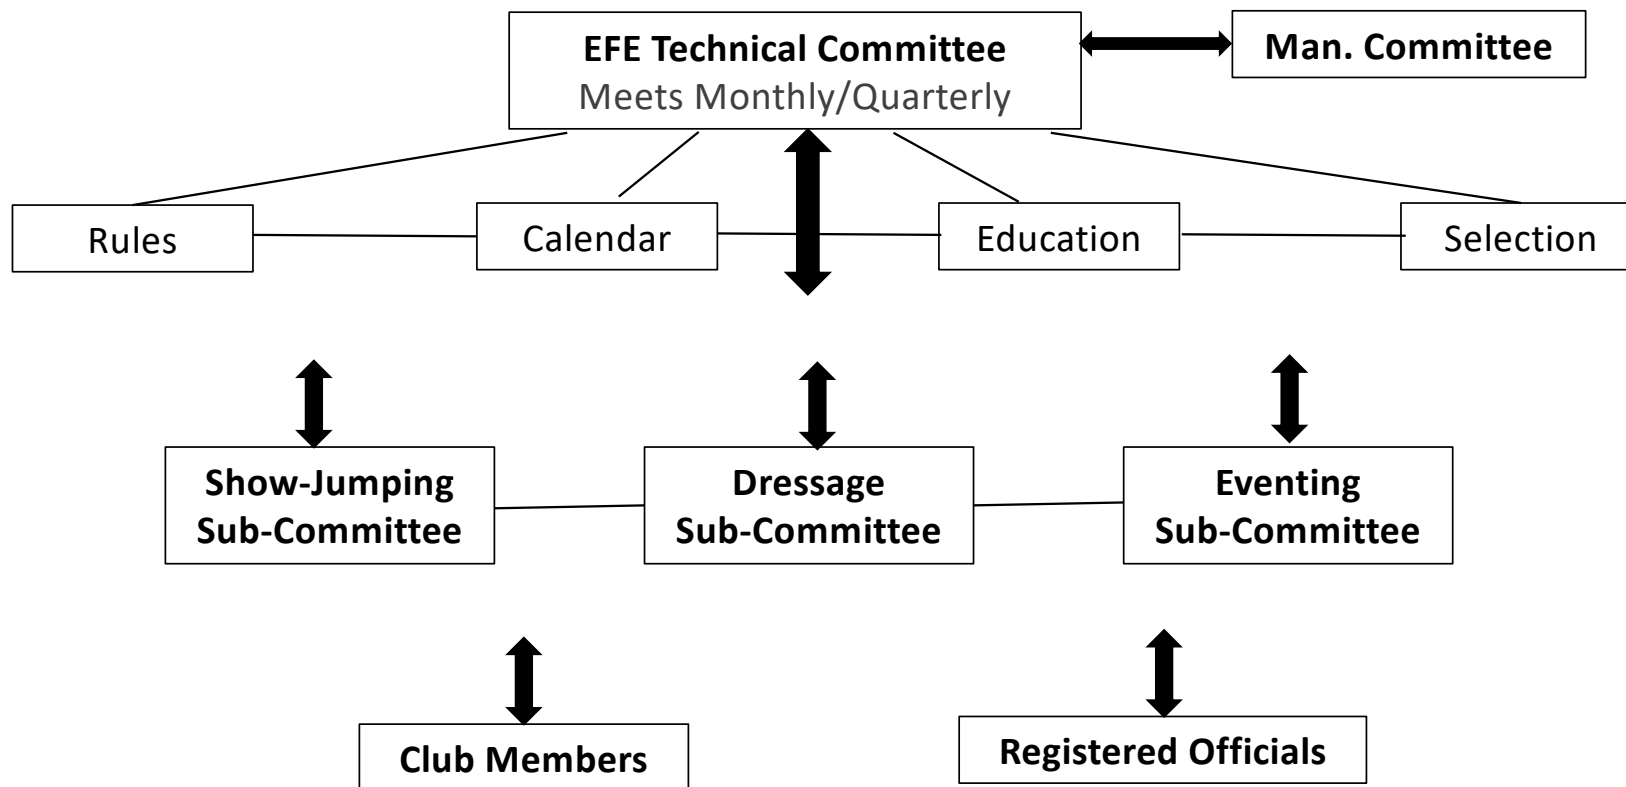 EFE Technical Committee
Meets Monthly/Quarterly
Man. Committee
Rules
Calendar
Education
Selection
Show-Jumping
Sub-Committee
Dressage
Sub-Committee
Eventing
Sub-Committee
Club Members
Registered Officials